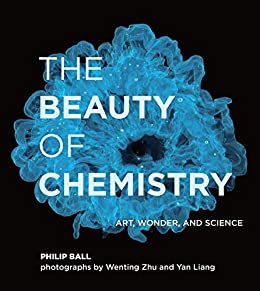 THE
BEAUTY
OF
CHEMISTRY
ART, WONDER, AND SCIENCE
PHILIP BALL
photographs by Wenting Zhu and Yan Liang